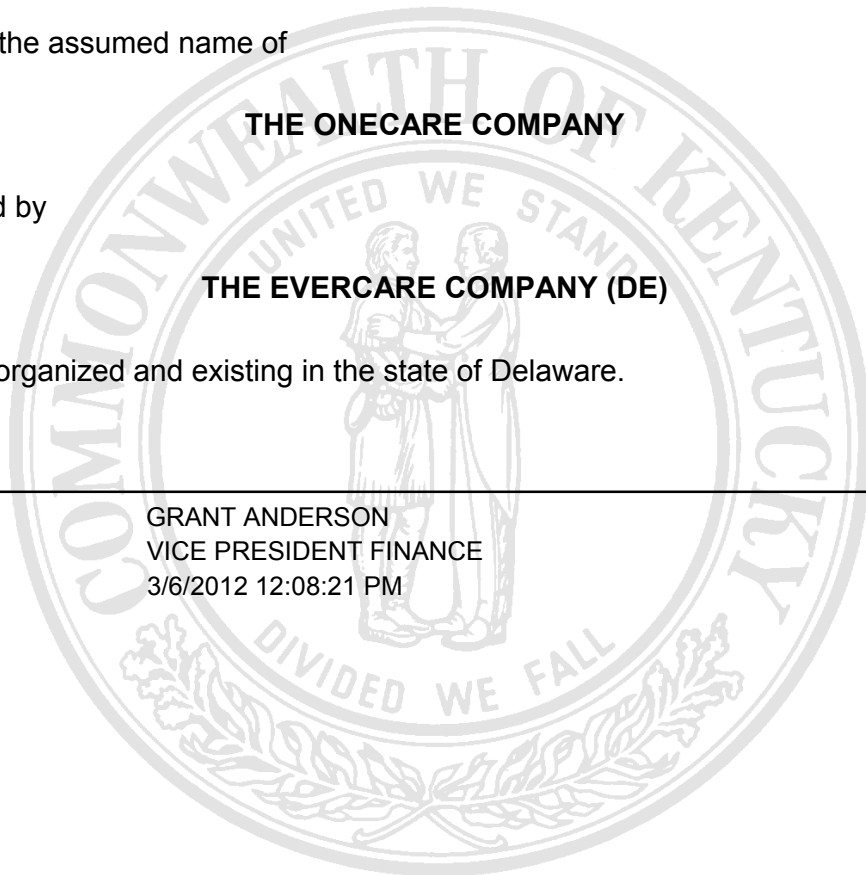 the assumed name of
THE ONECARE COMPANY
d by
THE EVERCARE COMPANY (DE)
organized and existing in the state of Delaware.
GRANT ANDERSON
VICE PRESIDENT FINANCE
3/6/2012 12:08:21 PM
COMMONWEALTH OF KENTUCKY
UNITED WE STAND
DIVIDED WE FALL